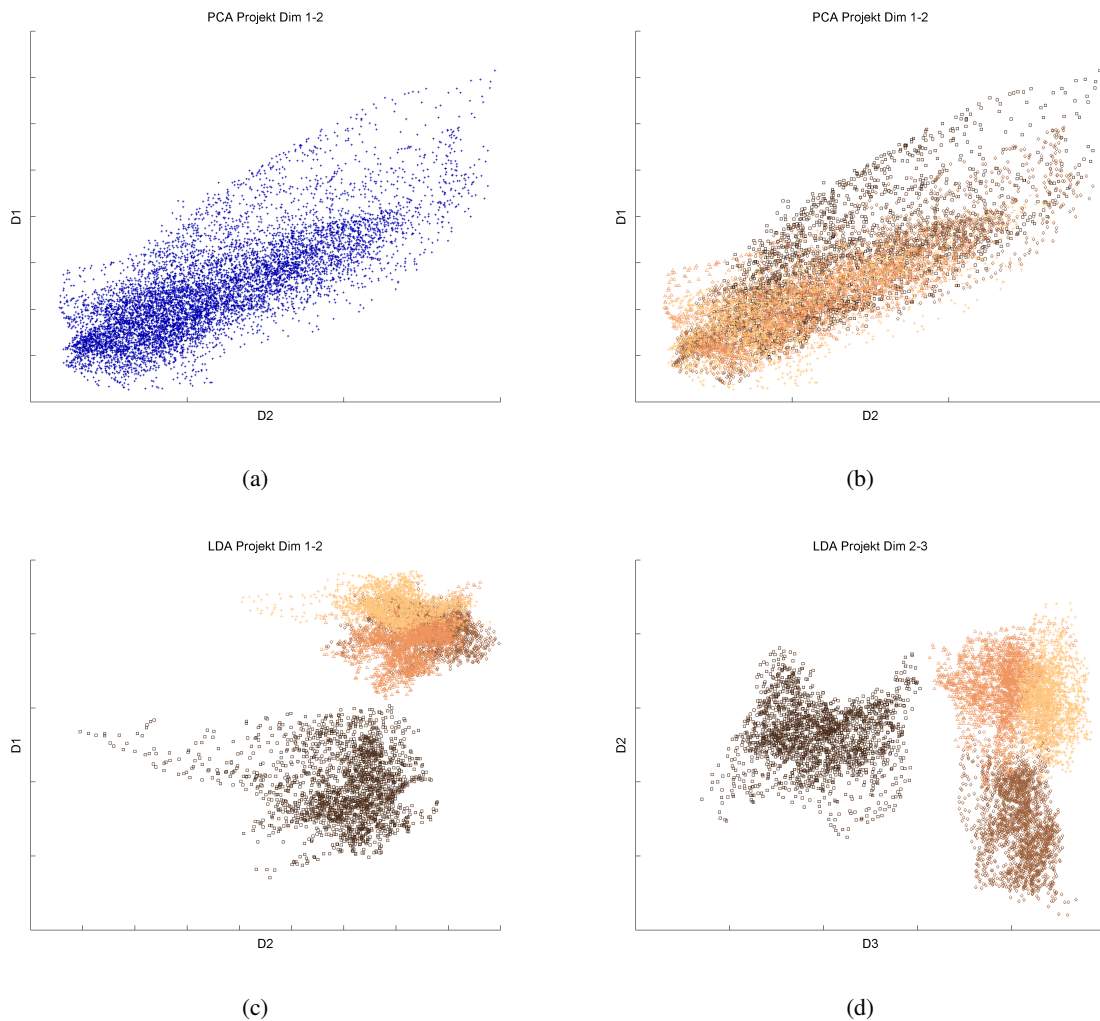 PCA Projekt Dim 1-2
D1
D2
(a)
PCA Projekt Dim 1-2
D1
D2
(b)
LDA Projekt Dim 1-2
D1
D2
(c)
LDA Projekt Dim 2-3
D2
D3
(d)